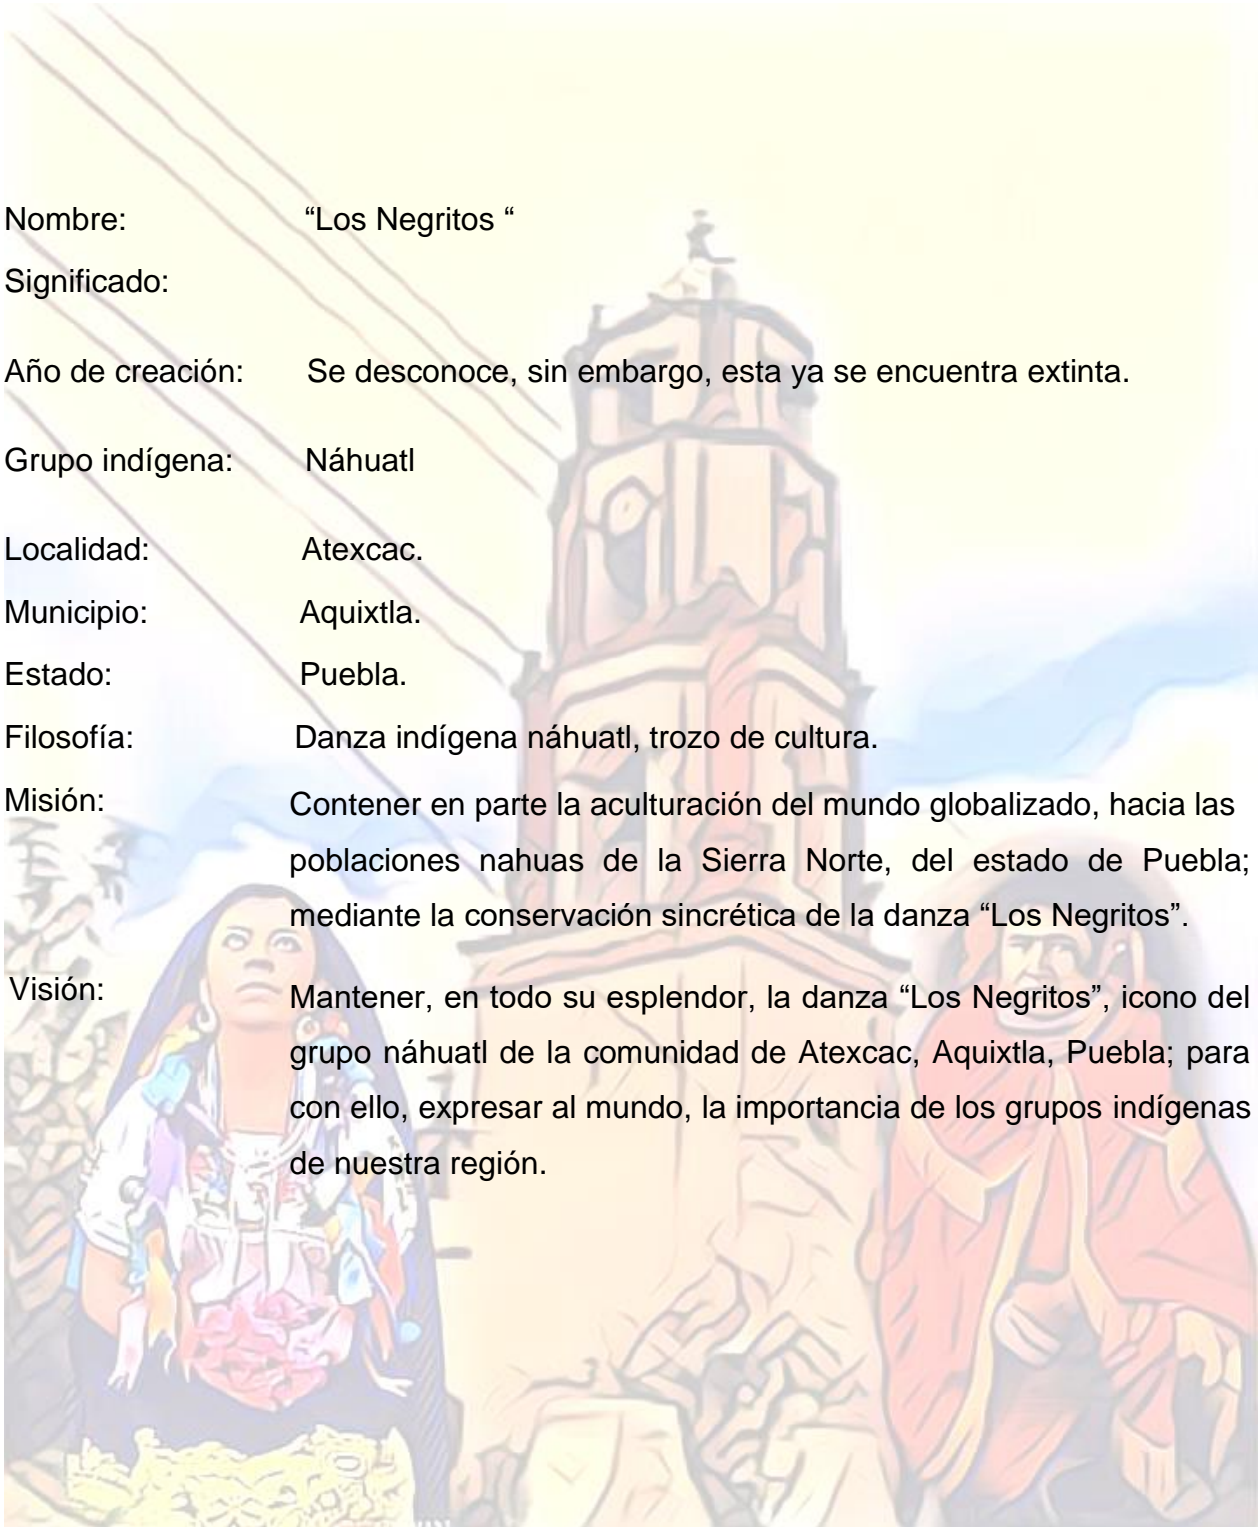 Nombre: “Los Negritos “
Significado:
Año de creación: Se desconoce, sin embargo, esta ya se encuentra extinta.
Grupo indígena: Náhuatl
Localidad: Atexcac.
Municipio: Aquixtla.
Estado: Puebla.
Filosofía: Danza indígena náhuatl, trozo de cultura.
Misión: Contener en parte la aculturación del mundo globalizado, hacia las
poblaciones nahuas de la Sierra Norte, del estado de Puebla;
mediante la conservación sincrética de la danza “Los Negritos”.
Visión: Mantener, en todo su esplendor, la danza “Los Negritos”, icono del
grupo náhuatl de la comunidad de Atexcac, Aquixtla, Puebla; para
con ello, expresar al mundo, la importancia de los grupos indígenas
de nuestra región.